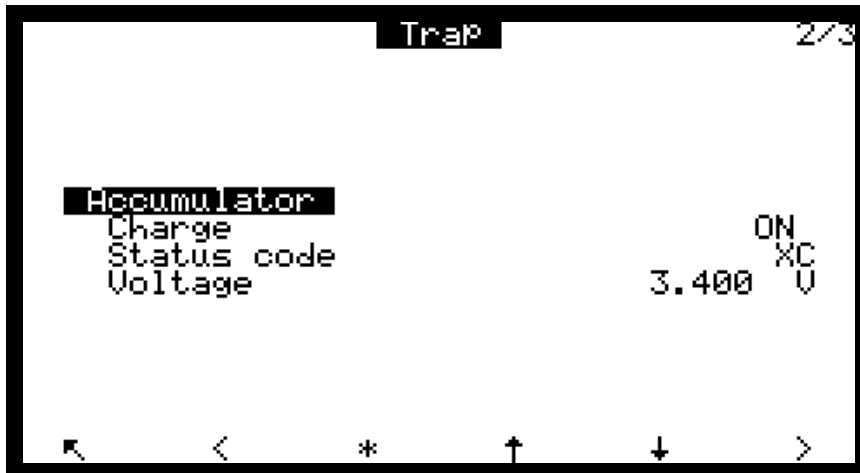 Trap 2/3
Accumulator
Charge ON
Status code XC
Voltage 3.400 V
↖ < * ↑ ↓ >